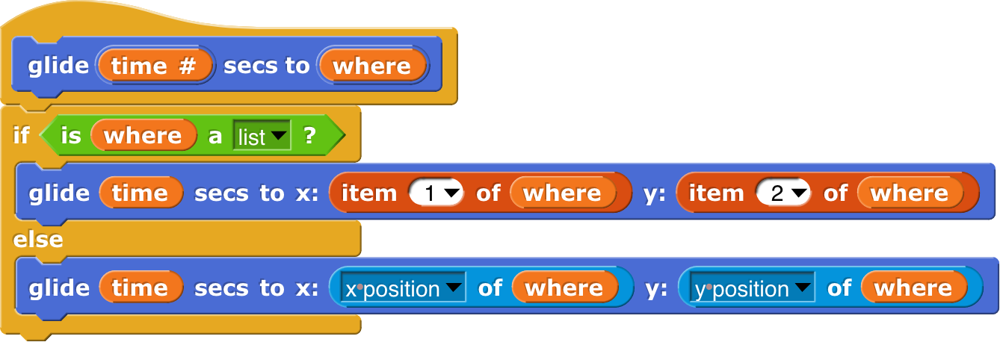 glide time # secs to where
if is where a list ?
glide time secs to x: item 1 of where y: item 2 of where
else
glide time secs to x: x position of where y: y position of where